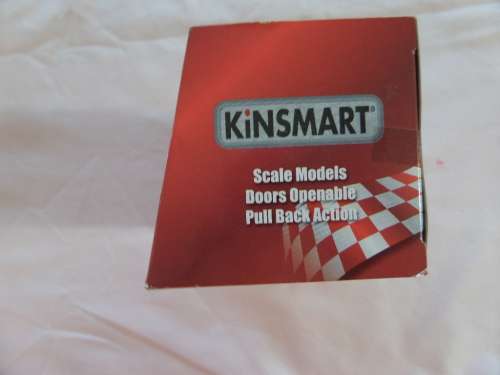 KiNSMART®
Scale Models
Doors Openable
Pull Back Action